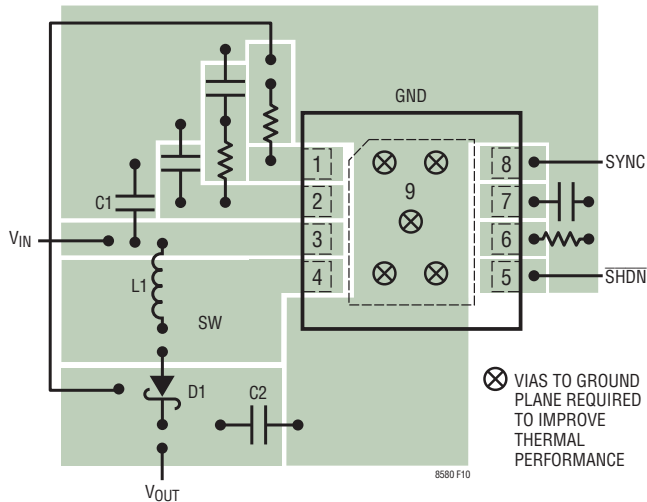 GND
1
8
SYNC
2
9
7
C1
3
6
VIN
4
5
SHDN
L1
SW
D1
C2
VIAS TO GROUND
PLANE REQUIRED
TO IMPROVE
THERMAL
PERFORMANCE
8580 F10
VOUT